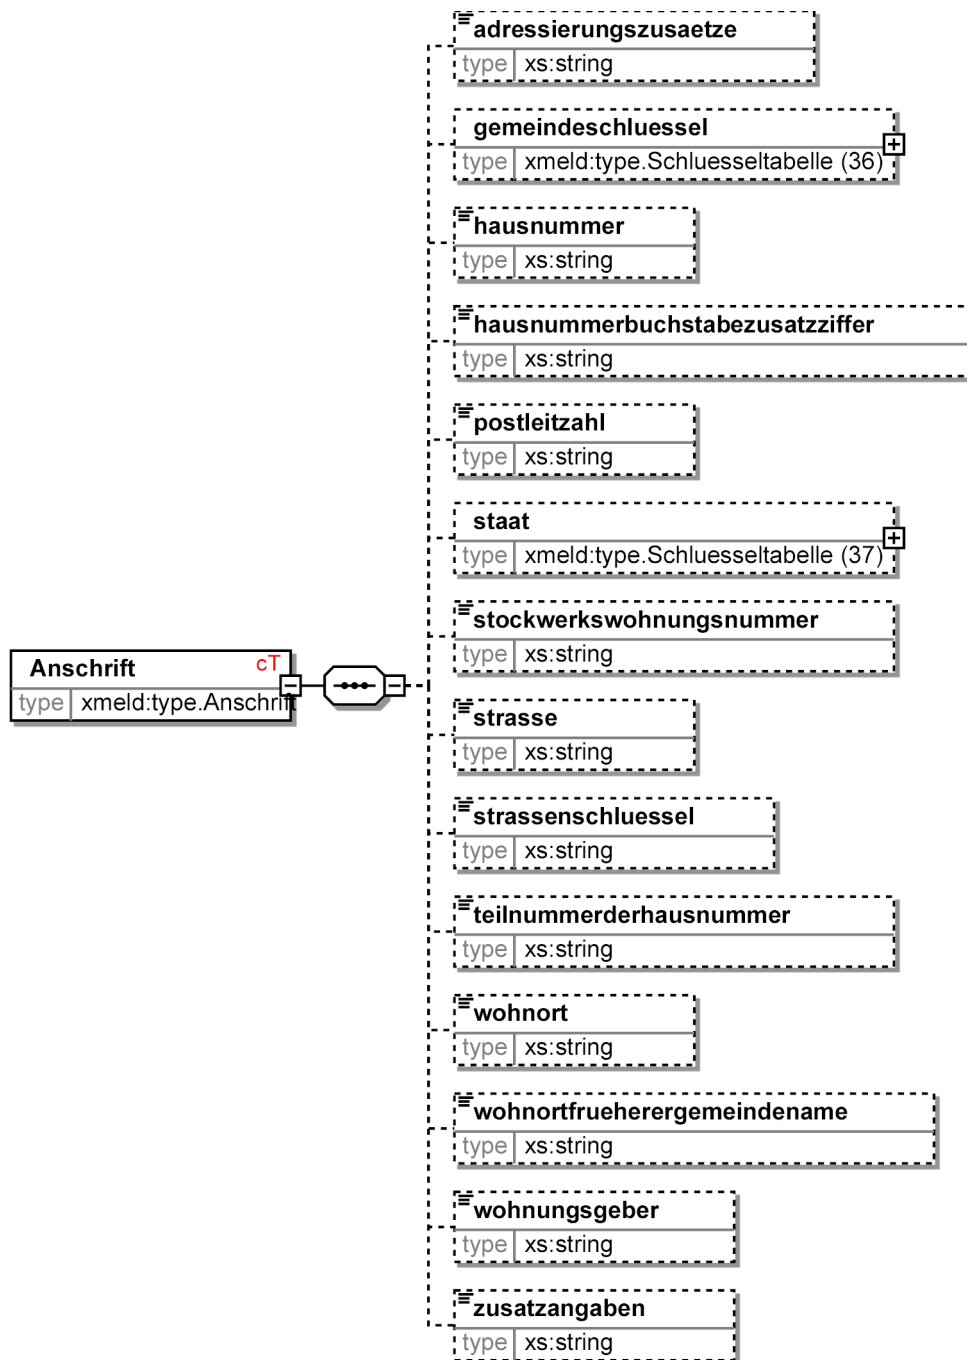 adressierungszusaetze
type xs:string
gemeindeschluessel
type xmeld:type.Schluesseltabelle (36)
hausnummer
type xs:string
hausnummerbuchstabezusatzziffer
type xs:string
postleitzahl
type xs:string
staat
type xmeld:type.Schluesseltabelle (37)
stockwerkswohnungsnummer
type xs:string
Anschrift cT
type xmeld:type.Anschrift
strasse
type xs:string
strassenschluessel
type xs:string
teilnummerderhausnummer
type xs:string
wohnort
type xs:string
wohnortfrueherergemeindename
type xs:string
wohnungsgeber
type xs:string
zusatzangaben
type xs:string